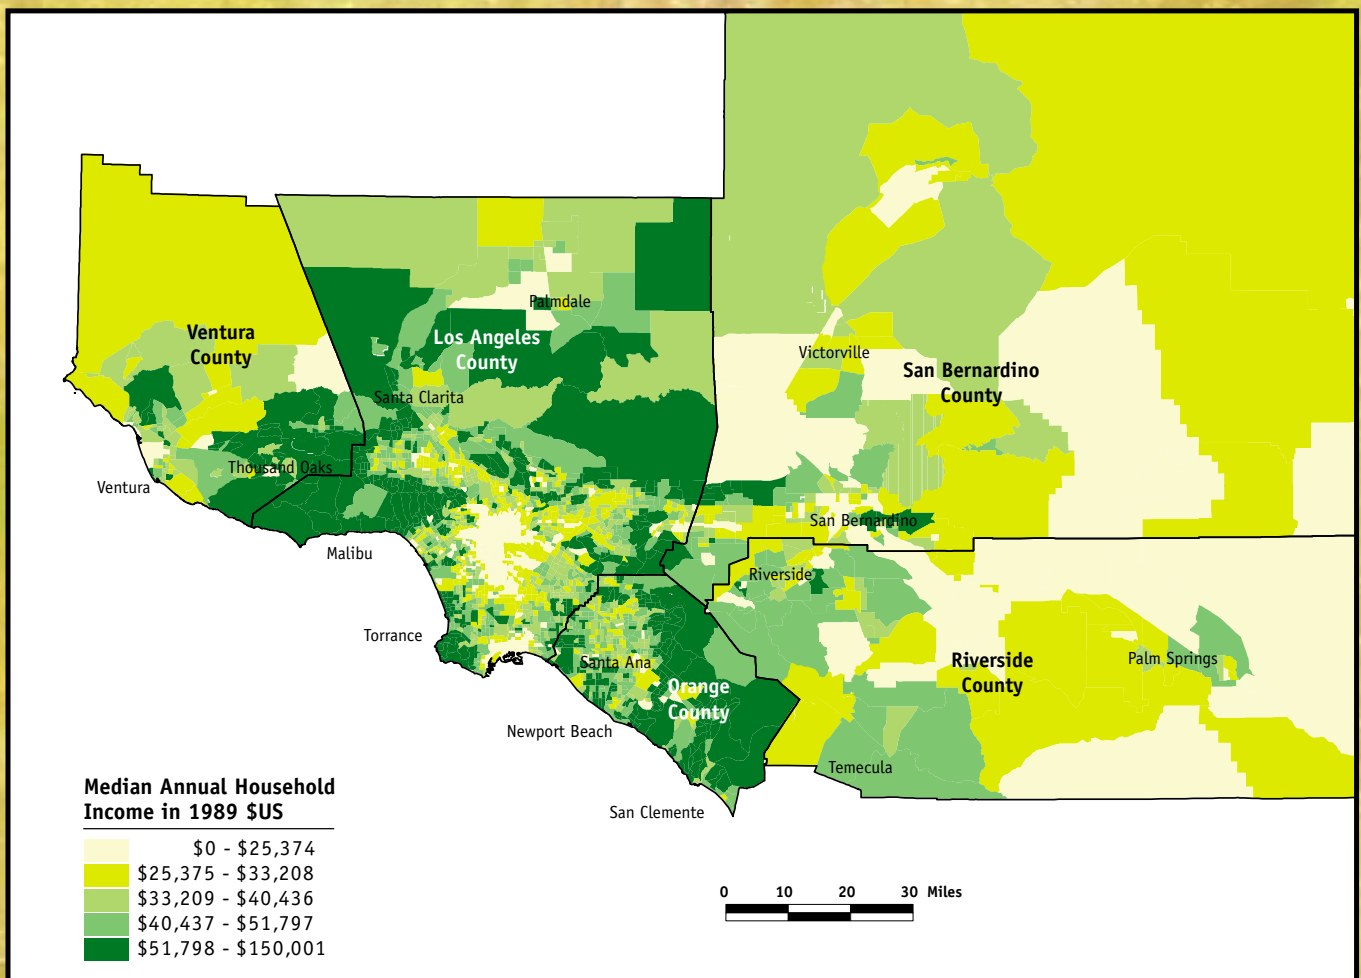 Ventura
County
Los Angeles
County
Palmdale
Santa Clarita
Victorville
San Bernardino
County
Ventura
Thousand Oaks
Malibu
San Bernardino
Riverside
Torrance
Santa Ana
Orange
County
Riverside
County
Palm Springs
Newport Beach
Temecula
San Clemente
Median Annual Household
Income in 1989 $US
$0 - $25,374
$25,375 - $33,208
$33,209 - $40,436
$40,437 - $51,797
$51,798 - $150,001
0 10 20 30 Miles